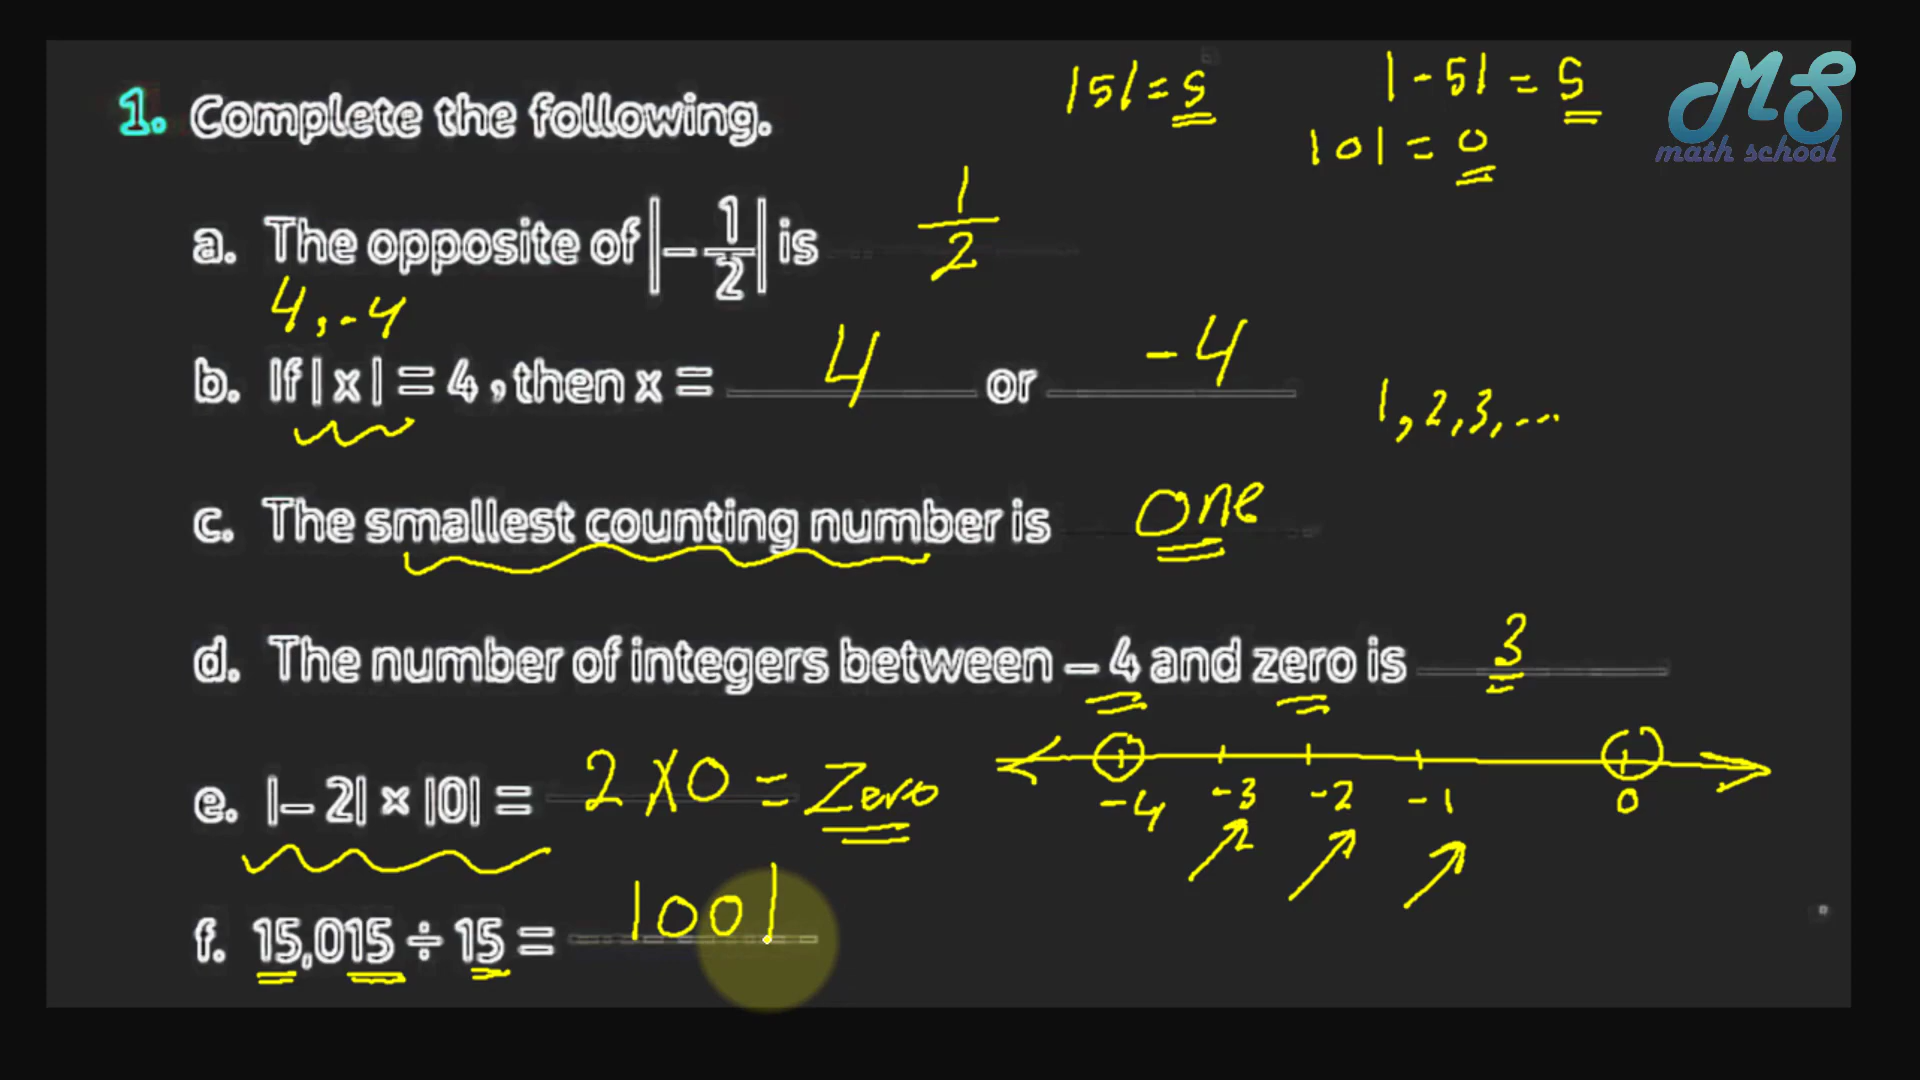 |5| = 5 |-5| = 5
MS
math school
|0| = 0
1. Complete the following.
a. The opposite of |-1/2| is 1/2
4, -4
b. If |x| = 4, then x = 4 or -4
1, 2, 3, ...
c. The smallest counting number is one
d. The number of integers between -4 and zero is 3
e. |-2| × |0| = 2 X 0 = Zero
-4 -3 -2 -1 0
f. 15,015 ÷ 15 = 1001